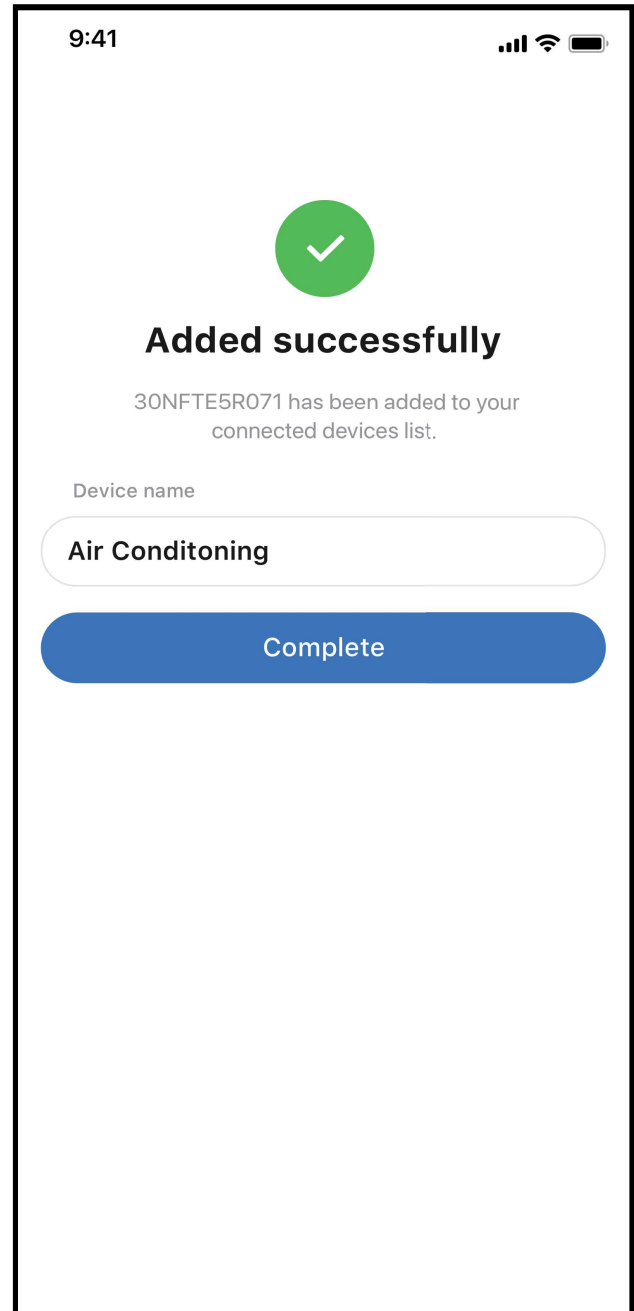 9:41
Added successfully
30NFTE5R071 has been added to your
connected devices list.
Device name
Air Conditoning
Complete